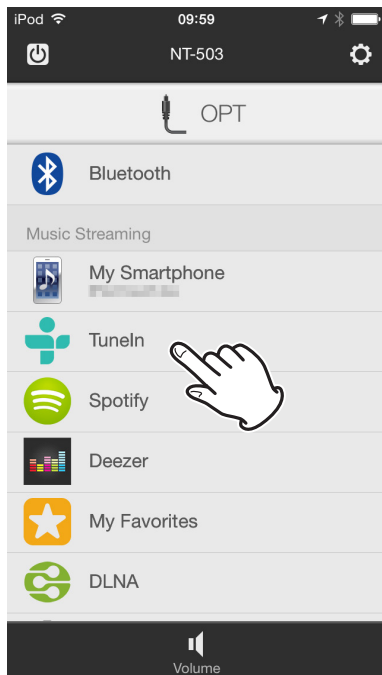 iPod 09:59
NT-503
OPT
Bluetooth
Music Streaming
My Smartphone
TuneIn
Spotify
Deezer
My Favorites
DLNA
Volume